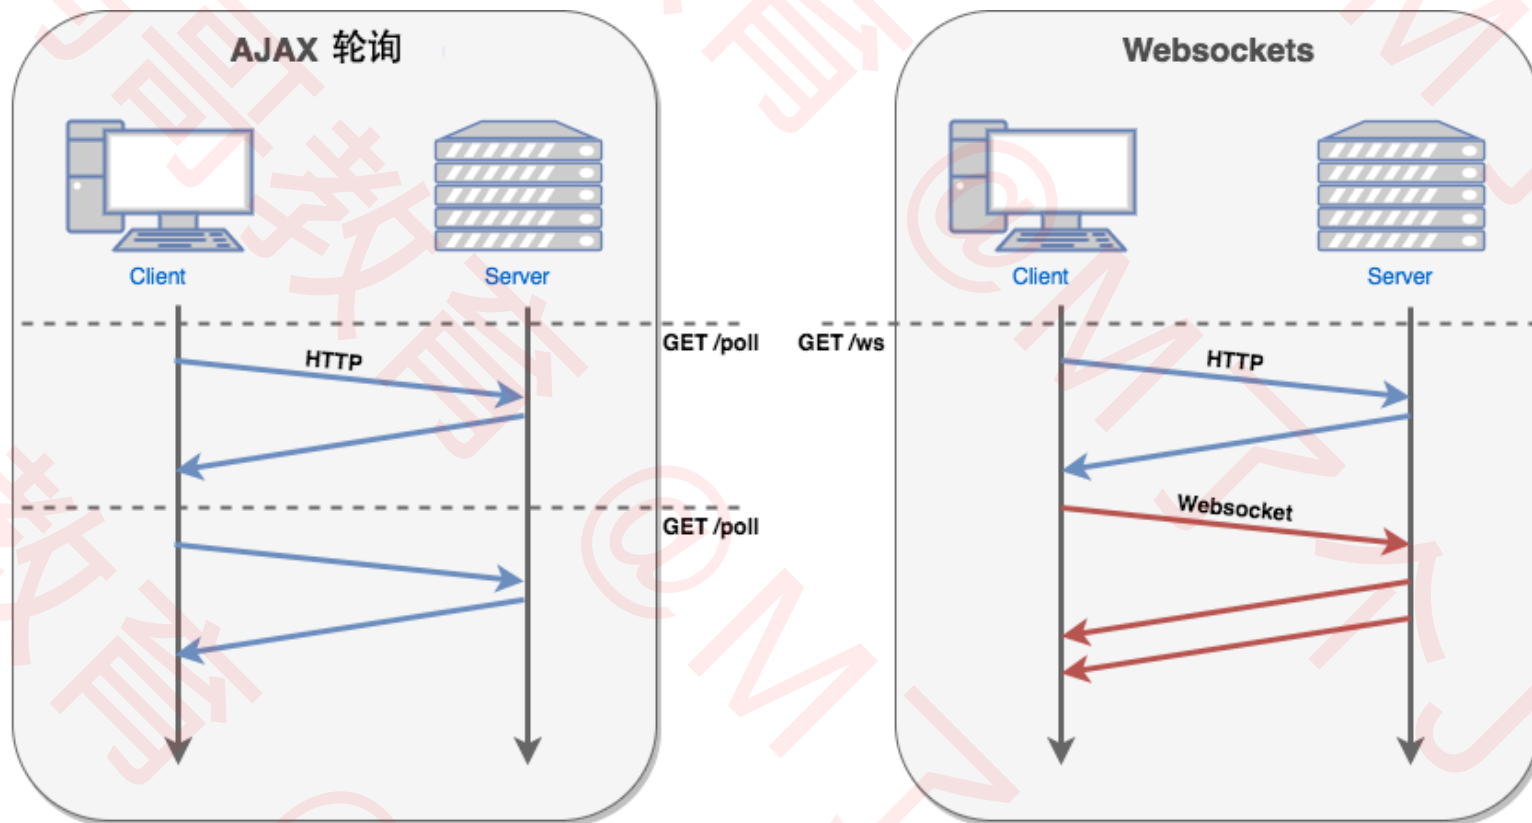 AJAX 轮询
Client
Server
GET /poll
HTTP
GET /poll
Websockets
Client
Server
GET /ws
HTTP
Websocket